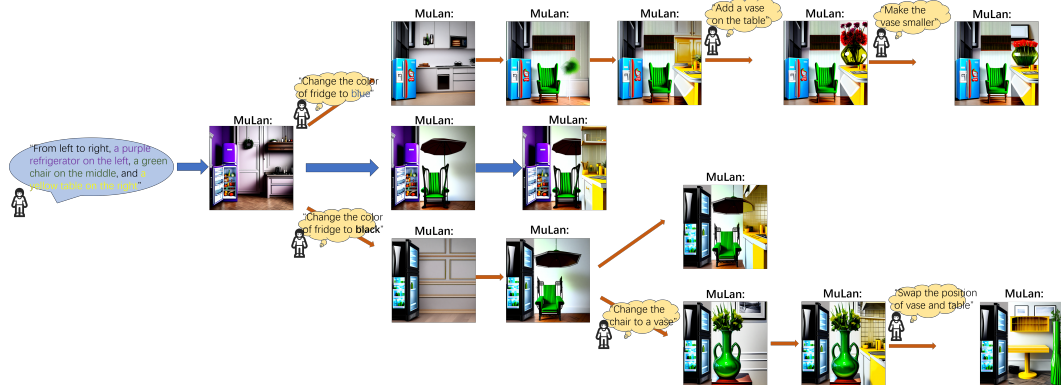 MuLan:
MuLan:
MuLan:
"Add a vase
on the table"
MuLan:
"Make the
vase smaller"
MuLan:
"Change the color
of fridge to blue"
"From left to right, a purple
refrigerator on the left, a green
chair on the middle, and a
yellow table on the right."
MuLan:
MuLan:
MuLan:
"Change the color
of fridge to black"
MuLan:
MuLan:
MuLan:
"Change the
chair to a vase"
MuLan:
MuLan:
"Swap the position
of vase and table"
MuLan: